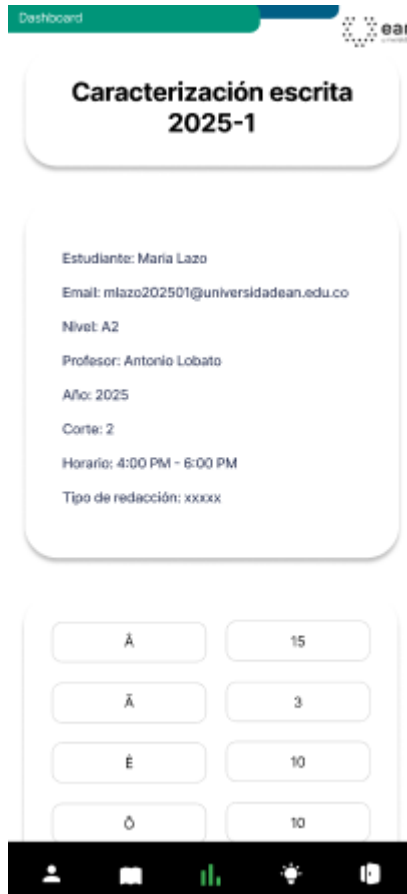 Dashboard
ean
Caracterización escrita
2025-1
Estudiante: Maria Lazo
Email: mlazo202501@universidadean.edu.co
Nivel: A2
Profesor: Antonio Lobato
Año: 2025
Corte: 2
Horario: 4:00 PM - 6:00 PM
Tipo de redacción: xxxxx
Â 15
Ã 3
Ê 10
Õ 10